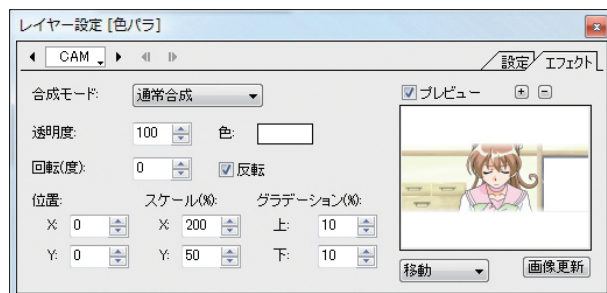 レイヤー設定 [色パラ]
CAM
設定 エフェクト
合成モード: 通常合成
プレビュー
透明度: 100 色:
回転(度): 0 反転
位置: スケール(%): グラデーション(%):
X: 0 X: 200 上: 10
Y: 0 Y: 50 下: 10
移動 画像更新